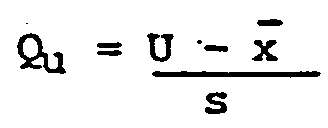 Qu = U - x̄
s